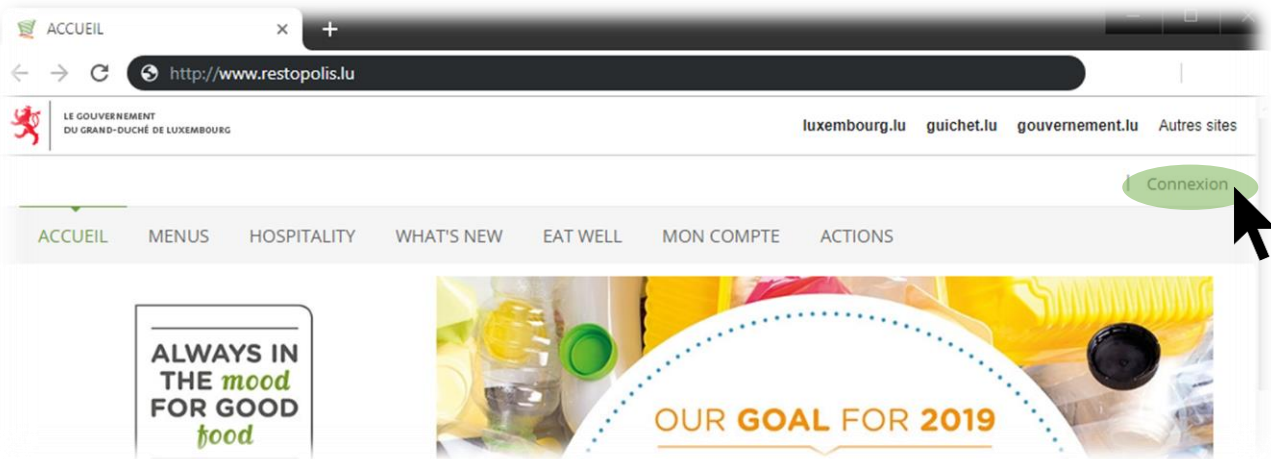 ACCUEIL
http://www.restopolis.lu
LE GOUVERNEMENT
DU GRAND-DUCHÉ DE LUXEMBOURG
luxembourg.lu guichet.lu gouvernement.lu Autres sites
| Connexion
ACCUEIL MENUS HOSPITALITY WHAT'S NEW EAT WELL MON COMPTE ACTIONS
ALWAYS IN
THE mood
FOR GOOD
food
OUR GOAL FOR 2019